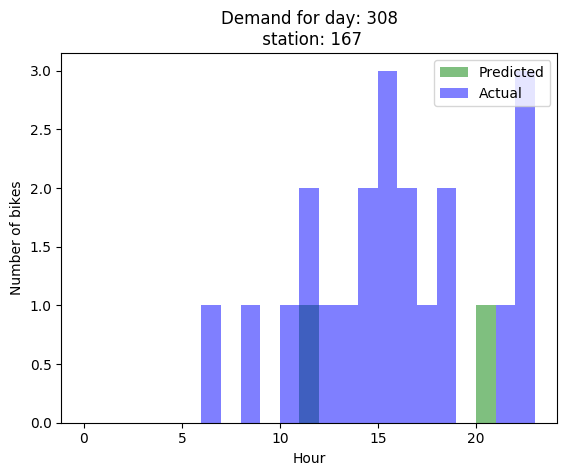 Demand for day: 308
station: 167
Predicted
Actual
Number of bikes
3.0
2.5
2.0
1.5
1.0
0.5
0.0
0
5
10
15
20
Hour